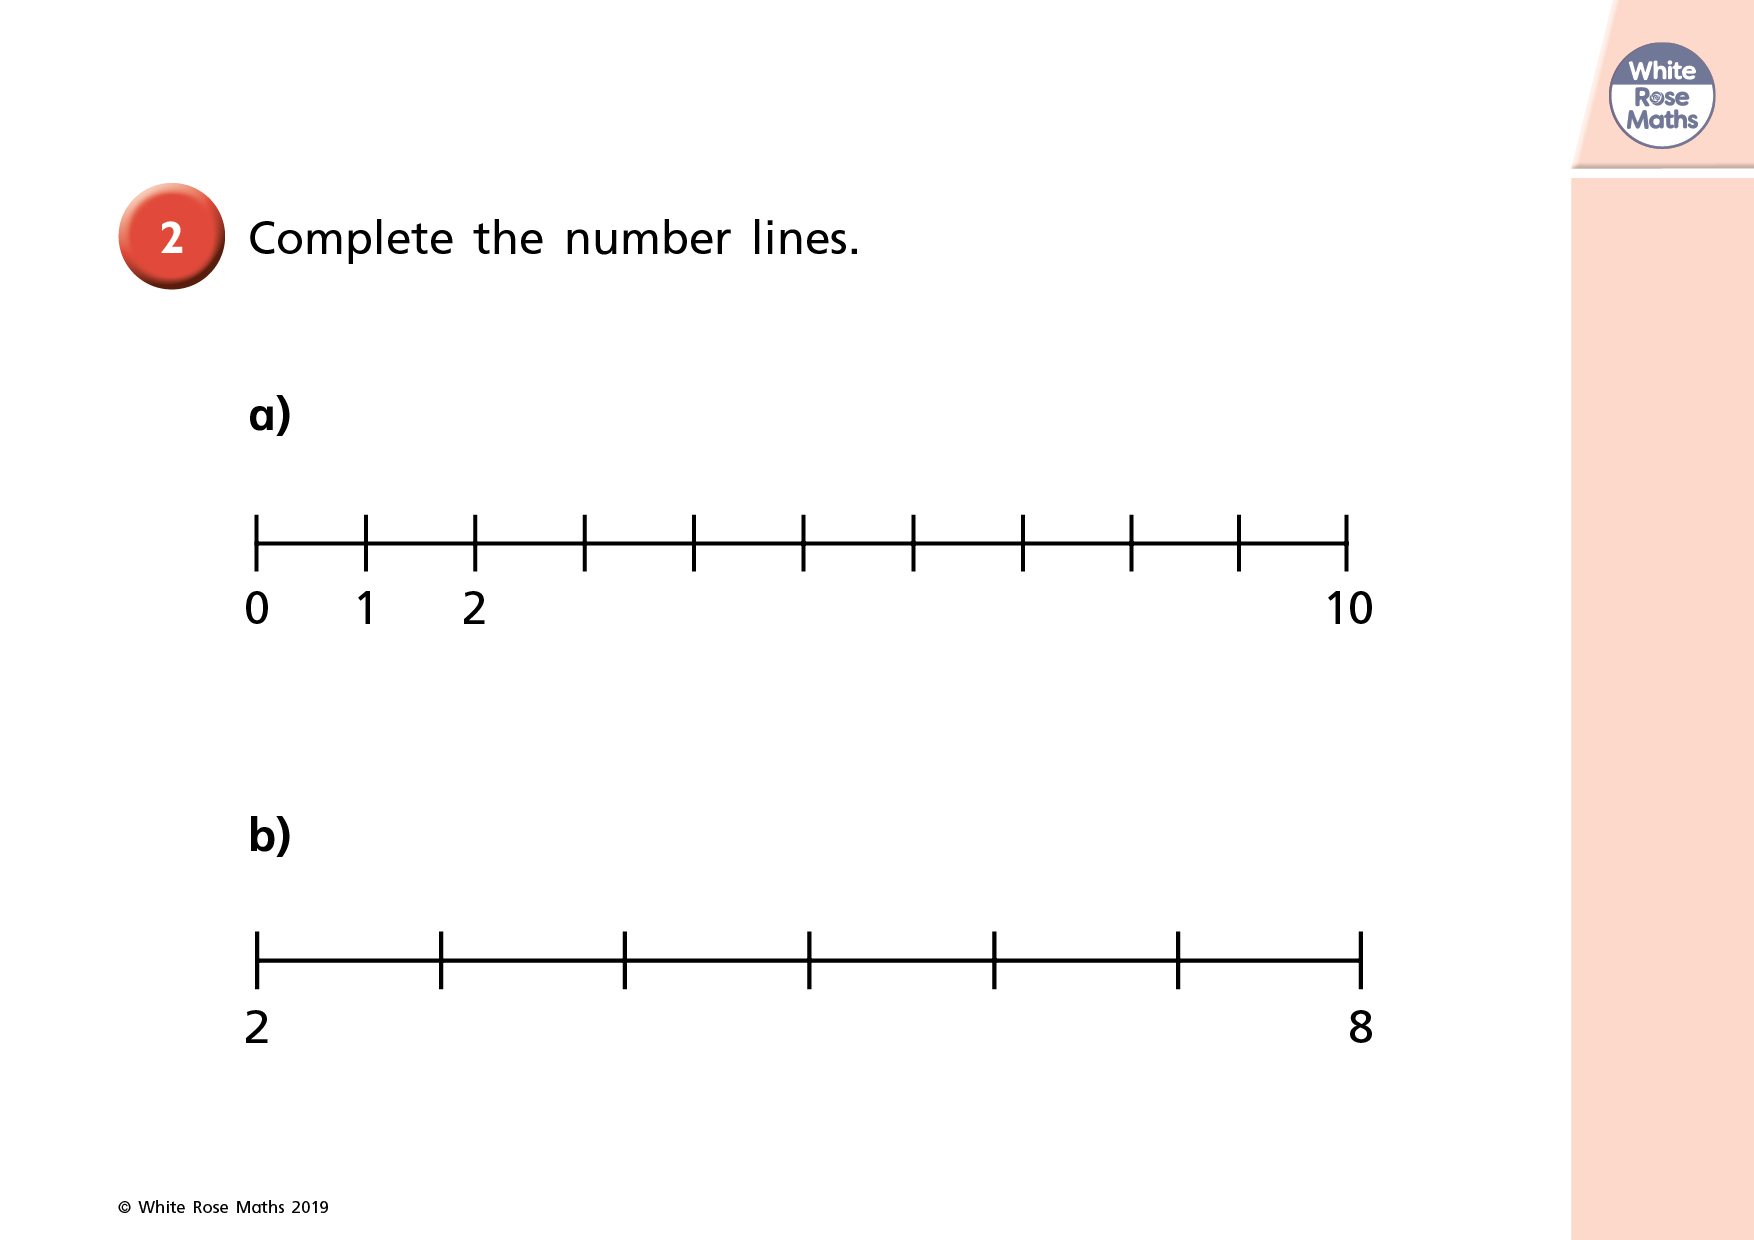 White
Rose
Maths
2 Complete the number lines.
a)
0 1 2 10
b)
2 8
© White Rose Maths 2019